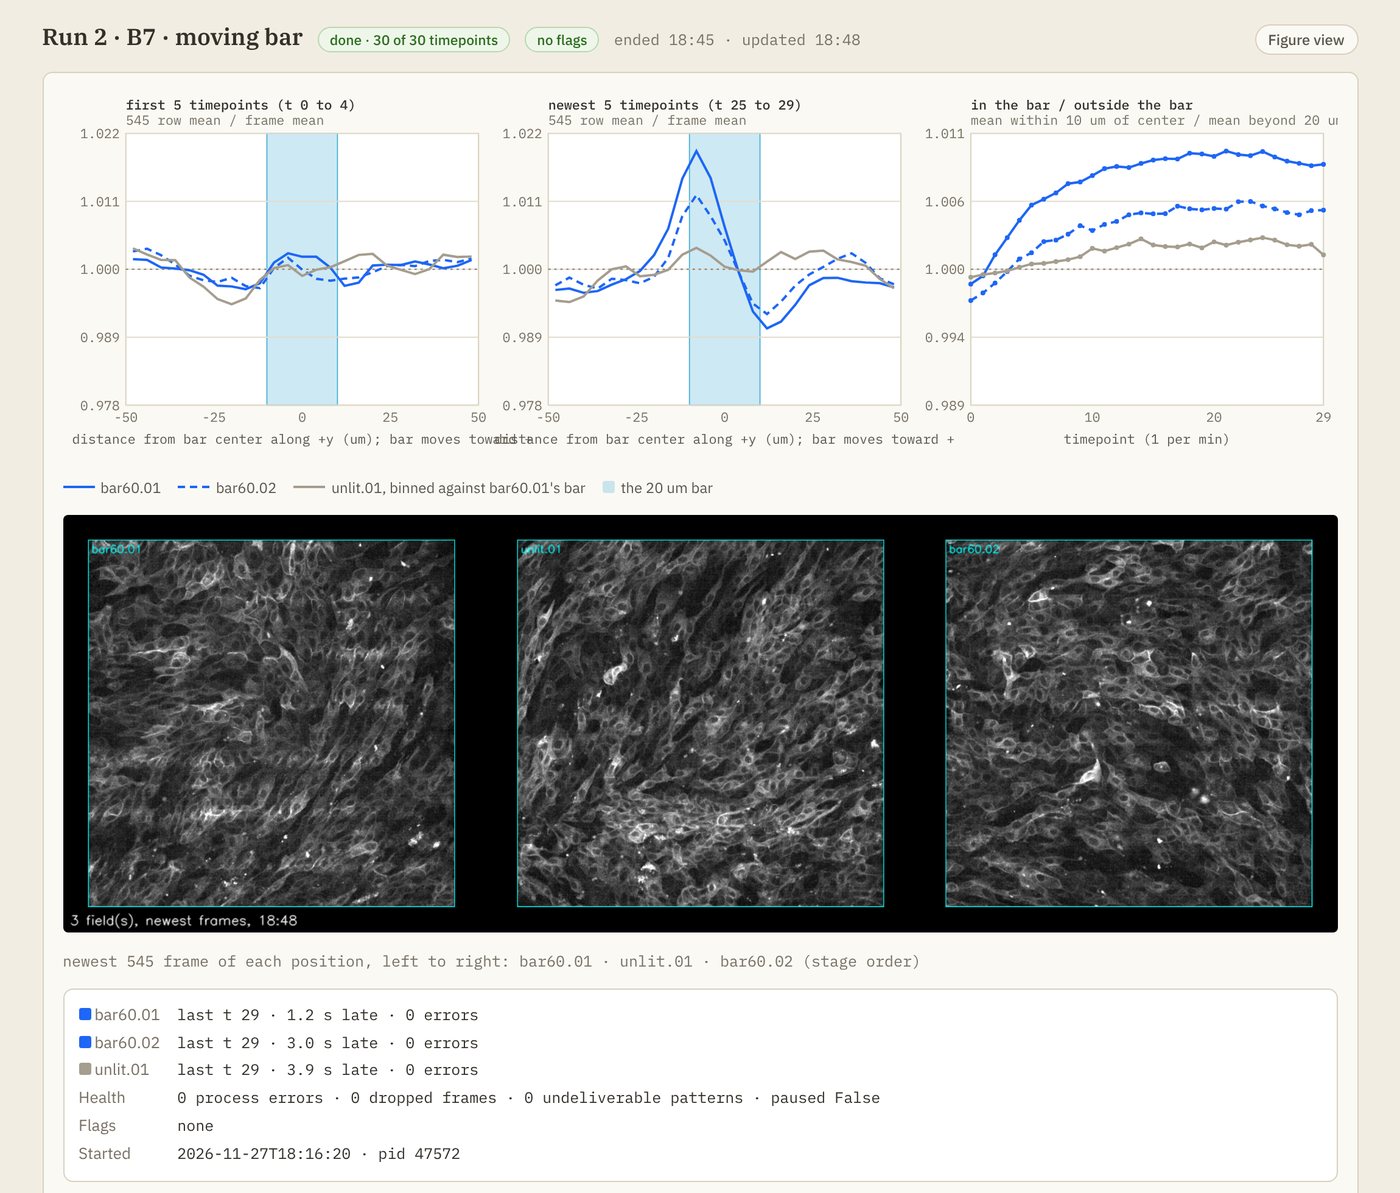 Run 2 · B7 · moving bar
done · 30 of 30 timepoints
no flags
ended 18:45 · updated 18:48
Figure view
first 5 timepoints (t 0 to 4)
545 row mean / frame mean
1.022
1.011
1.000
0.989
0.978
-50
-25
0
25
50
distance from bar center along +y (um); bar moves toward +
newest 5 timepoints (t 25 to 29)
545 row mean / frame mean
1.022
1.011
1.000
0.989
0.978
-50
-25
0
25
50
distance from bar center along +y (um); bar moves toward +
in the bar / outside the bar
mean within 10 um of center / mean beyond 20 um
1.011
1.006
1.000
0.994
0.989
0
10
20
29
timepoint (1 per min)
bar60.01
bar60.02
unlit.01, binned against bar60.01's bar
the 20 um bar
bar60.01
unlit.01
bar60.02
3 field(s), newest frames, 18:48
newest 545 frame of each position, left to right: bar60.01 · unlit.01 · bar60.02 (stage order)
bar60.01 last t 29 · 1.2 s late · 0 errors
bar60.02 last t 29 · 3.0 s late · 0 errors
unlit.01 last t 29 · 3.9 s late · 0 errors
Health 0 process errors · 0 dropped frames · 0 undeliverable patterns · paused False
Flags none
Started 2026-11-27T18:16:20 · pid 47572